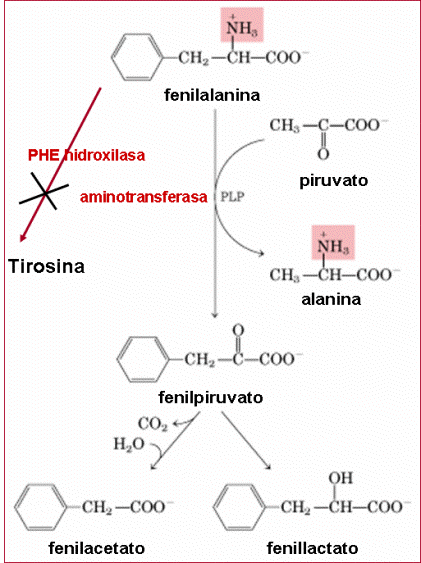 +
NH3
CH2—CH—COO−
fenilalanina
PHE hidroxilasa
CH3—C—COO−
O
piruvato
aminotransferasa
PLP
Tirosina
+
NH3
CH3—CH—COO−
alanina
O
CH2—C—COO−
fenilpiruvato
CO2
H2O
OH
CH2—COO−
CH2—CH—COO−
fenilacetato
fenillactato